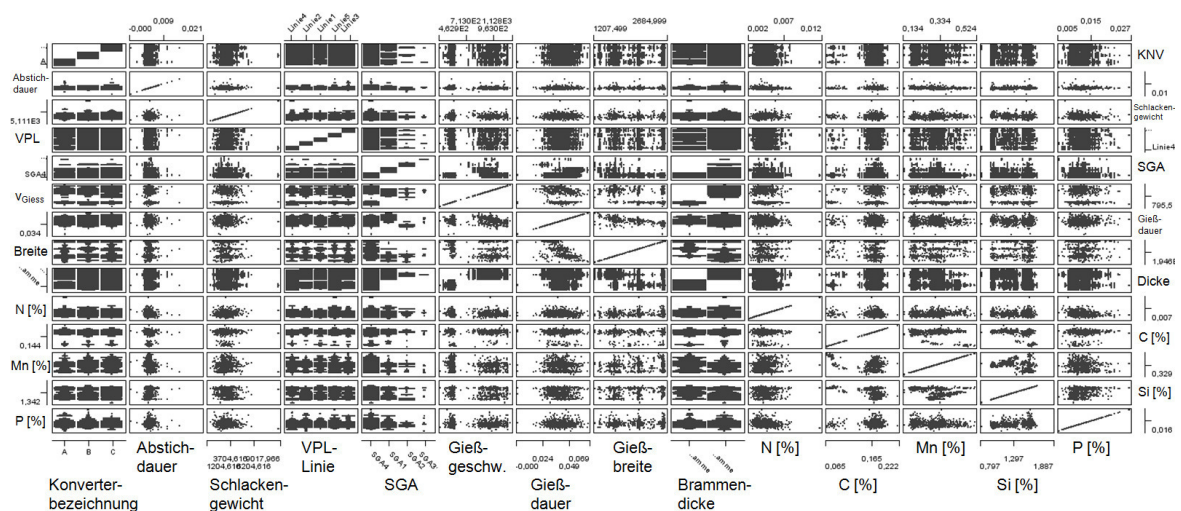 0,009
7,130E2 1,128E3
2684,999
0,007
0,334
0,015
-0,000 0,021
Linie4 Linie2 Linie1 Linie5 Linie3
4,629E2 9,630E2
1207,499
0,002 0,012
0,134 0,524
0,005 0,027
KNV
Abstich-
dauer
0,01
5,111E3
Schlacken-
gewicht
VPL
Linie4
SGA4
SGA
VGiess
795,5
0,034
Gieß-
dauer
Breite
1,946E
...amme
Dicke
N [%]
0,007
0,144
C [%]
Mn [%]
0,329
1,342
Si [%]
P [%]
0,016
A B C
Abstich-
dauer
3704,616 9017,966
1204,616 6204,616
VPL-
Linie
SGA4 SGA1 SGA2 SGA3
Gieß-
geschw.
0,024
-0,000 0,049
Gieß-
breite
...amme ...amme
N [%]
0,165
0,065 0,222
Mn [%]
1,297
0,797 1,887
P [%]
Konverter-
bezeichnung
Schlacken-
gewicht
SGA
Gieß-
dauer
Brammen-
dicke
C [%]
Si [%]